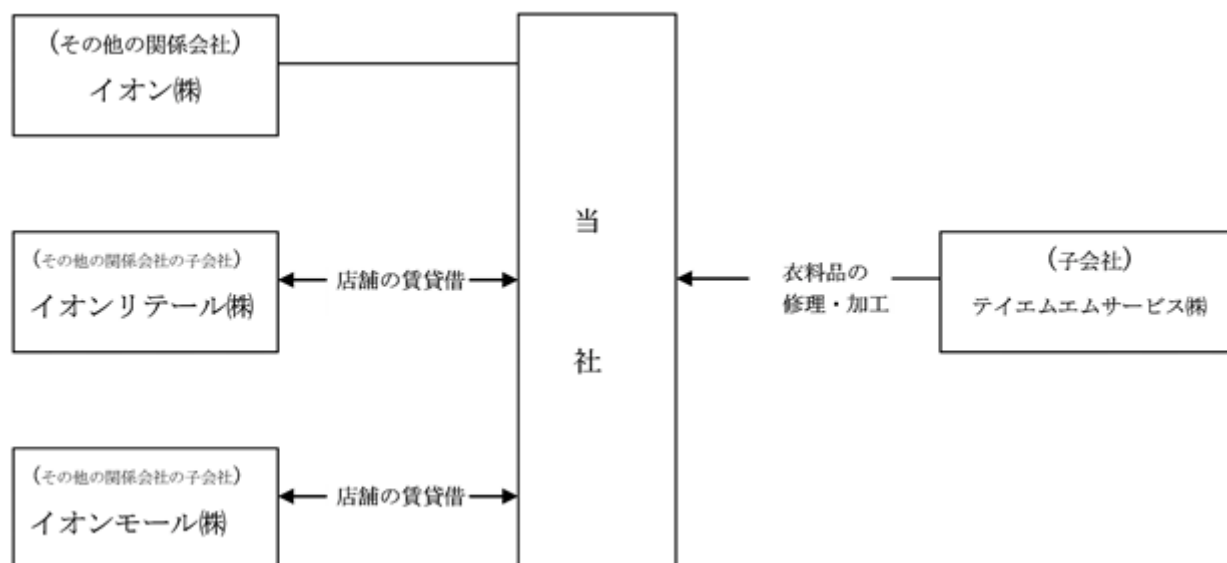 (その他の関係会社)
イオン㈱
(その他の関係会社の子会社)
イオンリテール㈱
店舗の賃貸借
(その他の関係会社の子会社)
イオンモール㈱
店舗の賃貸借
当
社
衣料品の
修理・加工
(子会社)
テイエムエムサービス㈱